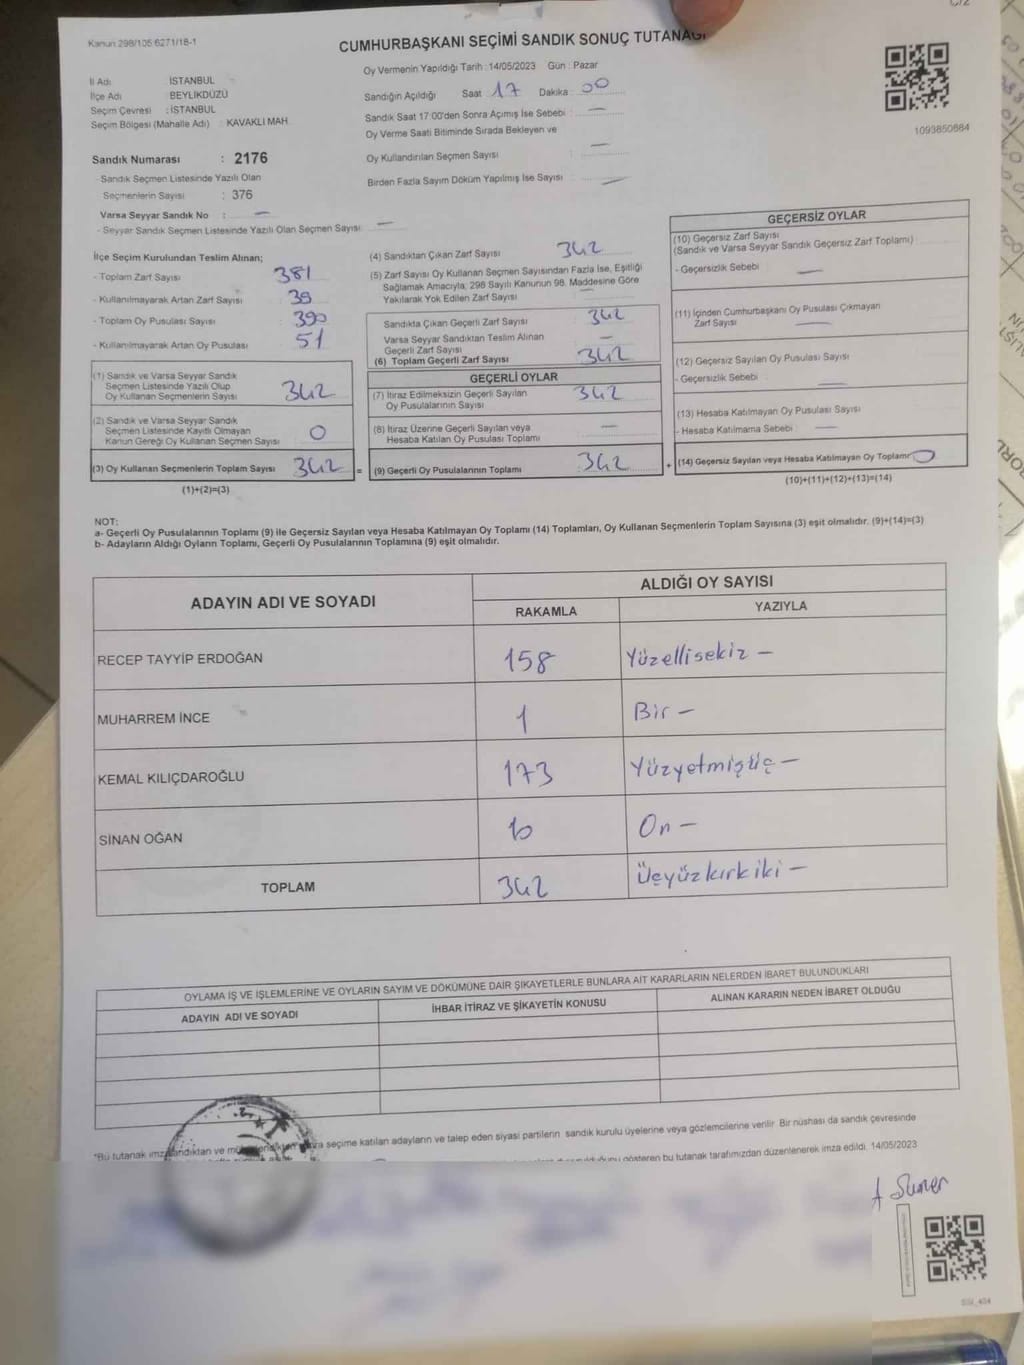 Kanun 298/105 6271/18-1
CUMHURBAŞKANI SEÇİMİ SANDIK SONUÇ TUTANAĞI
Oy Vermenin Yapıldığı Tarih : 14/05/2023 Gün : Pazar
İl Adı İSTANBUL
İlçe Adı : BEYLİKDÜZÜ
Seçim Çevresi : İSTANBUL
Seçim Bölgesi (Mahalle Adı) : KAVAKLI MAH.
Sandık Numarası : 2176
- Sandık Seçmen Listesinde Yazılı Olan
Seçmenlerin Sayısı : 376
Varsa Seyyar Sandık No : —
- Seyyar Sandık Seçmen Listesinde Yazılı Olan Seçmen Sayısı —
Sandığın Açıldığı Saat : 17 Dakika : 00
Sandık Saat 17:00'den Sonra Açımış İse Sebebi : —
Oy Verme Saati Bitiminde Sırada Bekleyen ve
Oy Kullandırılan Seçmen Sayısı : —
Birden Fazla Sayım Döküm Yapılmış İse Sayısı : —
1093850884
İlçe Seçim Kurulundan Teslim Alınan;
- Toplam Zarf Sayısı 381
- Kullanılmayarak Artan Zarf Sayısı 39
- Toplam Oy Pusulası Sayısı 390
- Kullanılmayarak Artan Oy Pusulası 51
(1) Sandık ve Varsa Seyyar Sandık
Seçmen Listesinde Yazılı Olup
Oy Kullanan Seçmenlerin Sayısı 342
(2) Sandık ve Varsa Seyyar Sandık
Seçmen Listesinde Kayıtlı Olmayan
Kanun Gereği Oy Kullanan Seçmen Sayısı 0
(3) Oy Kullanan Seçmenlerin Toplam Sayısı 342 =
(1)+(2)=(3)
(4) Sandıktan Çıkan Zarf Sayısı 342
(5) Zarf Sayısı Oy Kullanan Seçmen Sayısından Fazla İse, Eşitliği
Sağlamak Amacıyla, 298 Sayılı Kanunun 98. Maddesine Göre
Yakılarak Yok Edilen Zarf Sayısı —
Sandıkta Çıkan Geçerli Zarf Sayısı 342
Varsa Seyyar Sandıktan Teslim Alınan
Geçerli Zarf Sayısı —
(6) Toplam Geçerli Zarf Sayısı 342
GEÇERLİ OYLAR
(7) İtiraz Edilmeksizin Geçerli Sayılan
Oy Pusulalarının Sayısı 342
(8) İtiraz Üzerine Geçerli Sayılan veya
Hesaba Katılan Oy Pusulası Toplamı —
(9) Geçerli Oy Pusulalarının Toplamı 342 +
GEÇERSİZ OYLAR
(10) Geçersiz Zarf Sayısı
(Sandık ve Varsa Seyyar Sandık Geçersiz Zarf Toplamı)
- Geçersizlik Sebebi —
(11) İçinden Cumhurbaşkanı Oy Pusulası Çıkmayan
Zarf Sayısı —
(12) Geçersiz Sayılan Oy Pusulası Sayısı
- Geçersizlik Sebebi : —
(13) Hesaba Katılmayan Oy Pusulası Sayısı
- Hesaba Katılmama Sebebi : —
(14) Geçersiz Sayılan veya Hesaba Katılmayan Oy Toplamı 0
(10)+(11)+(12)+(13)=(14)
NOT:
a- Geçerli Oy Pusulalarının Toplamı (9) ile Geçersiz Sayılan veya Hesaba Katılmayan Oy Toplamı (14) Toplamları, Oy Kullanan Seçmenlerin Toplam Sayısına (3) eşit olmalıdır. (9)+(14)=(3)
b- Adayların Aldığı Oyların Toplamı, Geçerli Oy Pusulalarının Toplamına (9) eşit olmalıdır.
ADAYIN ADI VE SOYADI
ALDIĞI OY SAYISI
RAKAMLA YAZIYLA
RECEP TAYYİP ERDOĞAN 158 Yüzellisekiz —
MUHARREM İNCE 1 Bir —
KEMAL KILIÇDAROĞLU 173 Yüzyetmişüç —
SİNAN OĞAN 10 On —
TOPLAM 342 Üçyüzkırkiki —
OYLAMA İŞ VE İŞLEMLERİNE VE OYLARIN SAYIM VE DÖKÜMÜNE DAİR ŞİKAYETLERLE BUNLARA AİT KARARLARIN NELERDEN İBARET BULUNDUKLARI
ADAYIN ADI VE SOYADI İHBAR İTİRAZ VE ŞİKAYETİN KONUSU ALINAN KARARIN NEDEN İBARET OLDUĞU
"Bu tutanak seçime katılan adayların ve talep eden siyasi partilerin sandık kurulu üyelerine veya gözlemcilerine verilir. Bir nüshası da sandık çevresinde
gösteren bu tutanak tarafımızdan düzenlenerek imza edildi. 14/05/2023
A Sümer